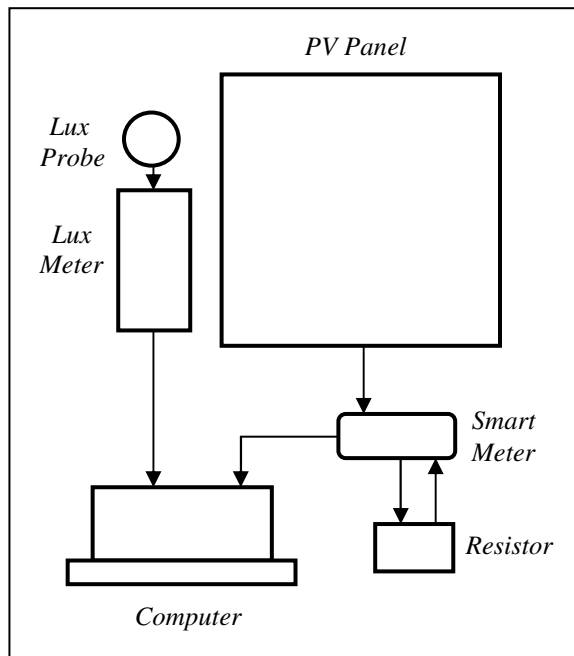 PV Panel
Lux
Probe
Lux
Meter
Smart
Meter
Resistor
Computer